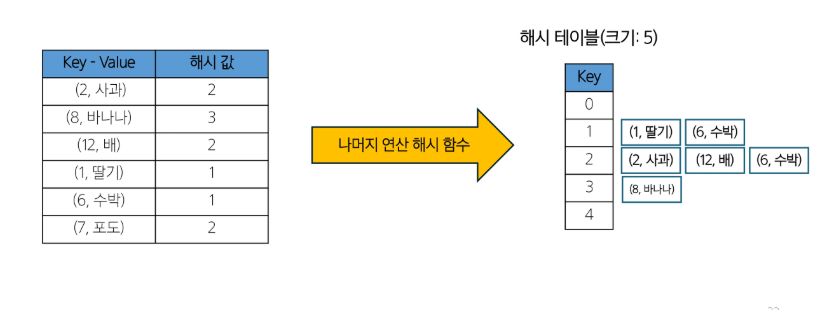 해시 테이블(크기: 5)
Key - Value 해시 값
(2, 사과) 2
(8, 바나나) 3
(12, 배) 2
(1, 딸기) 1
(6, 수박) 1
(7, 포도) 2
나머지 연산 해시 함수
Key
0
1 (1, 딸기) (6, 수박)
2 (2, 사과) (12, 배) (6, 수박)
3 (8, 바나나)
4